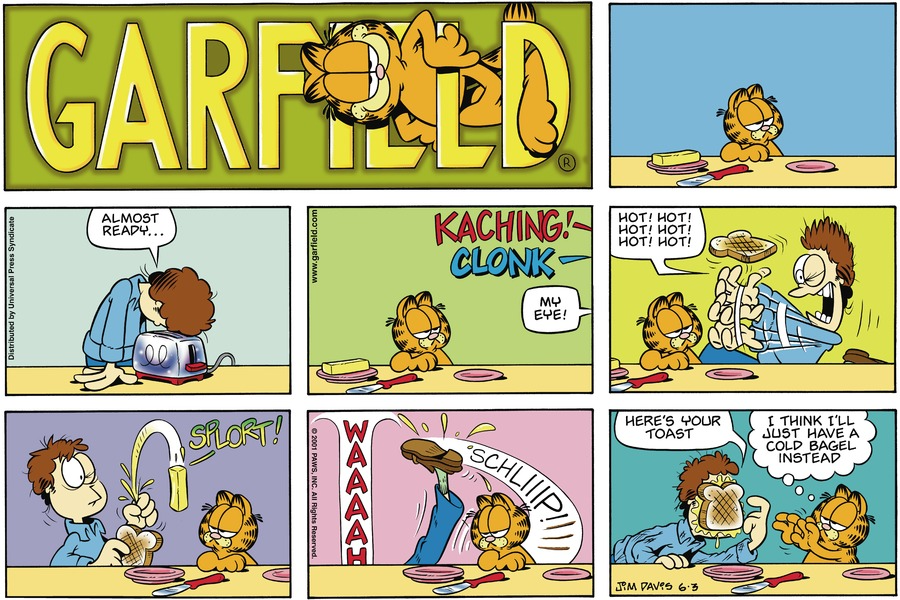 GARFIELD
®
Distributed by Universal Press Syndicate
ALMOST
READY...
www.garfield.com
KACHING!
CLONK
MY
EYE!
HOT! HOT!
HOT! HOT!
HOT! HOT!
SPLORT!
© 2001 PAWS, INC. All Rights Reserved.
WAAAAH
SCHLIIIP!!
HERE'S YOUR
TOAST
I THINK I'LL
JUST HAVE A
COLD BAGEL
INSTEAD
JIM DAVIS 6-3